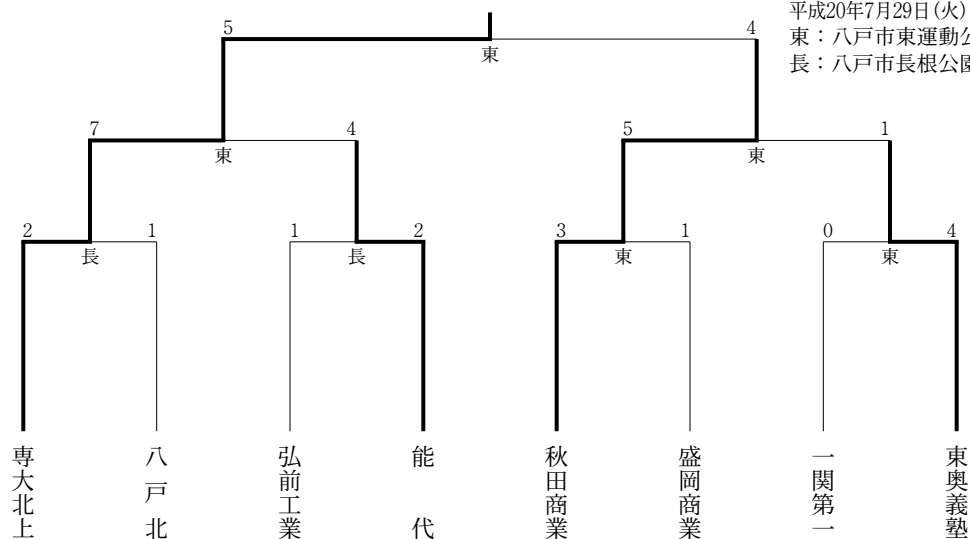 平成20年7月29日(火)
東：八戸市東運動公
長：八戸市長根公園
5
4
東
7
4
5
1
東
東
2
1
1
2
3
1
0
4
長
長
東
東
専大北上
八戸北
弘前工業
能代
秋田商業
盛岡商業
一関第一
東奥義塾